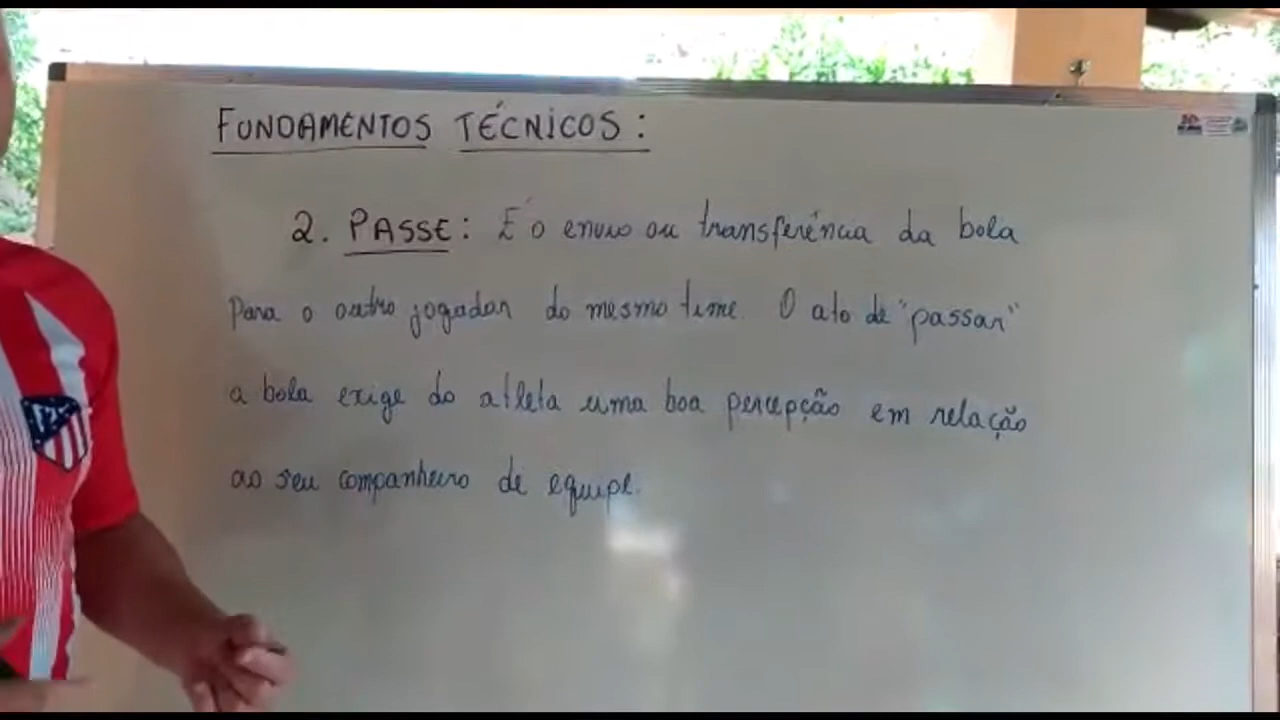 FUNDAMENTOS TÉCNICOS:
2. PASSE: É o envio ou transferência da bola
Para o outro jogador do mesmo time. O ato de "passar"
a bola exige do atleta uma boa percepção em relação
ao seu companheiro de equipe.